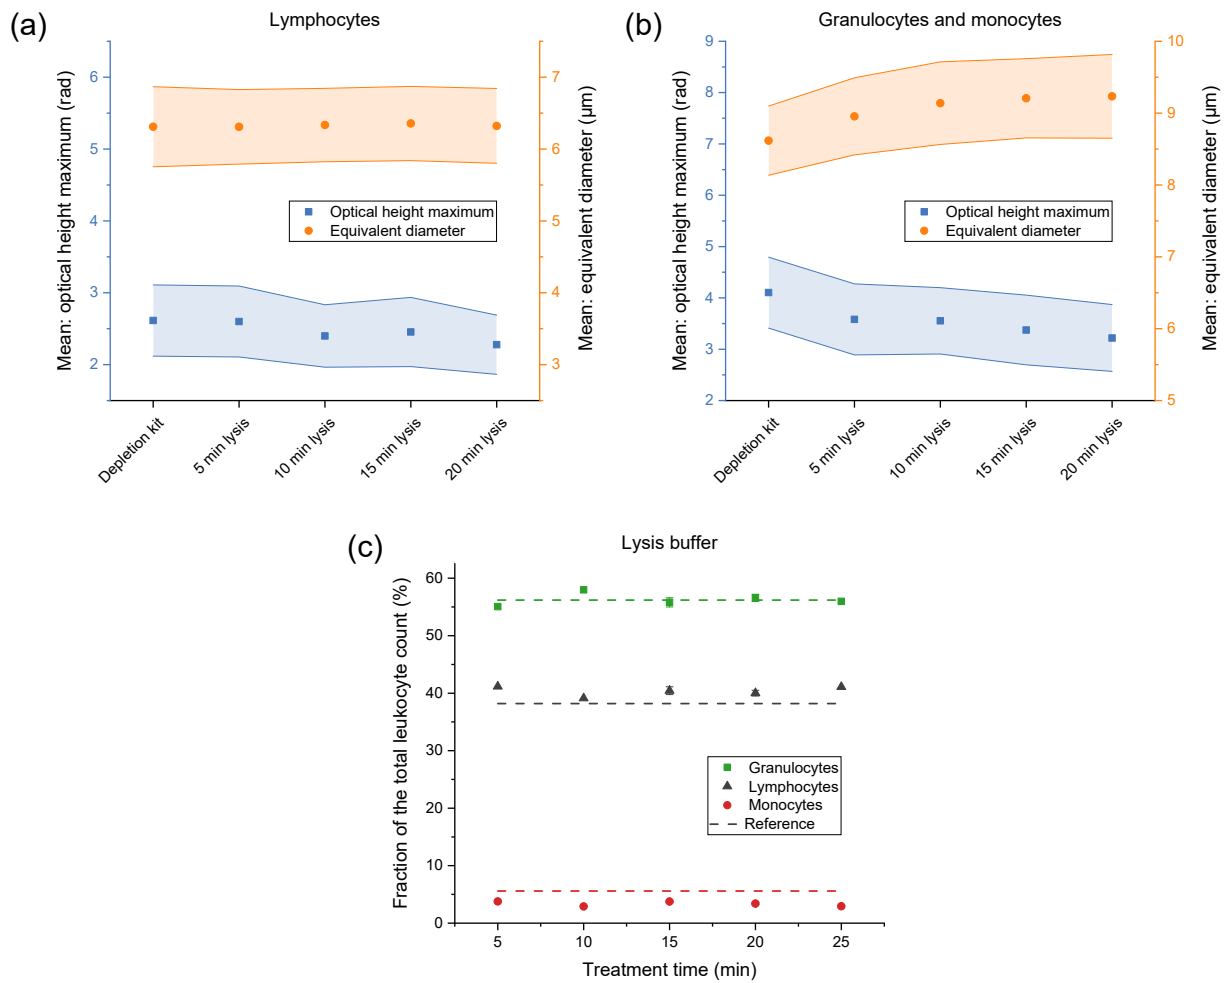 (a)
Lymphocytes
Mean: optical height maximum (rad)
6
5
4
3
2
7
6
5
4
3
Mean: equivalent diameter (µm)
Optical height maximum
Equivalent diameter
Depletion kit
5 min lysis
10 min lysis
15 min lysis
20 min lysis
(b)
Granulocytes and monocytes
Mean: optical height maximum (rad)
9
8
7
6
5
4
3
2
10
9
8
7
6
5
Mean: equivalent diameter (µm)
Optical height maximum
Equivalent diameter
Depletion kit
5 min lysis
10 min lysis
15 min lysis
20 min lysis
(c)
Lysis buffer
Fraction of the total leukocyte count (%)
60
50
40
30
20
10
0
Granulocytes
Lymphocytes
Monocytes
Reference
5
10
15
20
25
Treatment time (min)